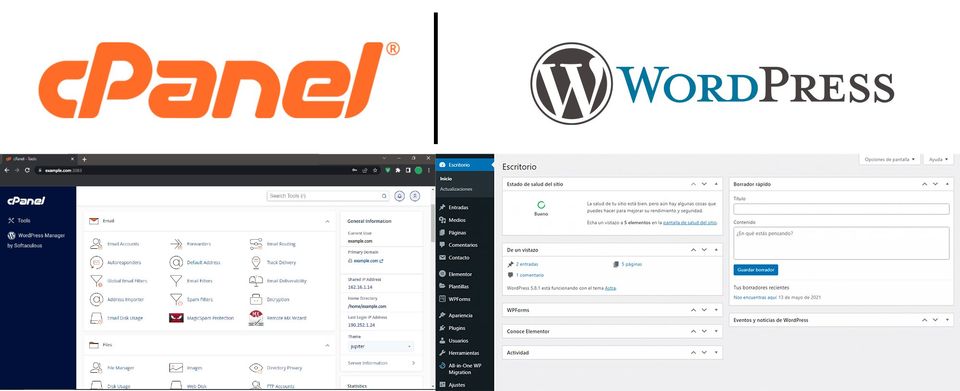 cPanel®
WORDPRESS
cPanel - Tools
example.com:2083
cPanel
Tools
WordPress Manager
by Softaculous
Search Tools (/)
Email
Email Accounts
Forwarders
Email Routing
Autoresponders
Default Address
Track Delivery
Global Email Filters
Email Filters
Email Deliverability
Address Importer
Spam Filters
Encryption
Email Disk Usage
MagicSpam Protection
Remote MX Wizard
Files
File Manager
Images
Directory Privacy
Disk Usage
Web Disk
FTP Accounts
General Information
Current User
example.com
Primary Domain
example.com
Shared IP Address
162.16.1.14
Home Directory
/home/example.com
Last Login IP Address
190.252.1.24
Theme
jupiter
Server Information
Statistics
Escritorio
Inicio
Actualizaciones
Entradas
Medios
Páginas
Comentarios
Contacto
Elementor
Plantillas
WPForms
Apariencia
Plugins
Usuarios
Herramientas
All-in-One WP
Migration
Ajustes
Opciones de pantalla
Ayuda
Escritorio
Estado de salud del sitio
Bueno
La salud de tu sitio está bien, pero aún hay algunas cosas que
puedes hacer para mejorar su rendimiento y seguridad.
Echa un vistazo a 5 elementos en la pantalla de salud del sitio.
De un vistazo
2 entradas
5 páginas
1 comentario
WordPress 5.8.1 está funcionando con el tema Astra.
WPForms
Conoce Elementor
Actividad
Borrador rápido
Título
Contenido
¿En qué estás pensando?
Guardar borrador
Tus borradores recientes
Nos encuentras aquí: 13 de mayo de 2021
Eventos y noticias de WordPress